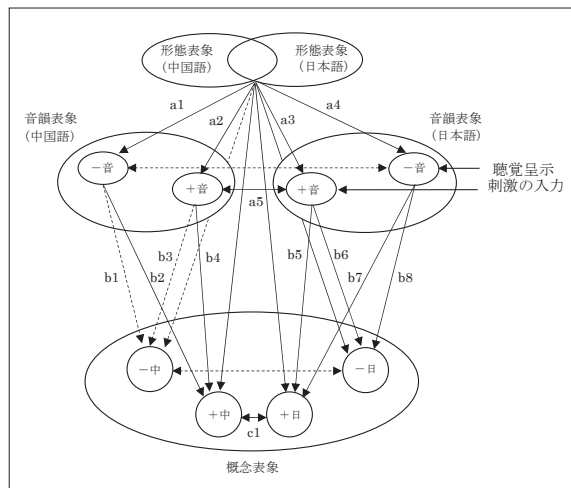 形態表象
(中国語)
形態表象
(日本語)
音韻表象
(中国語)
a1
a2
a3
a4
音韻表象
(日本語)
－音
＋音
a5
＋音
－音
聴覚呈示
刺激の入力
b1
b2
b3
b4
b5
b6
b7
b8
－中
－日
＋中
＋日
c1
概念表象